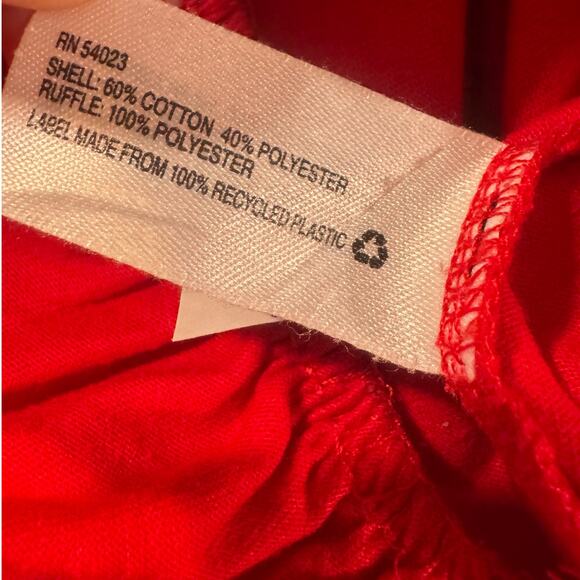 RN 54023
SHELL: 60% COTTON 40% POLYESTER
RUFFLE: 100% POLYESTER
LABEL MADE FROM 100% RECYCLED PLASTIC